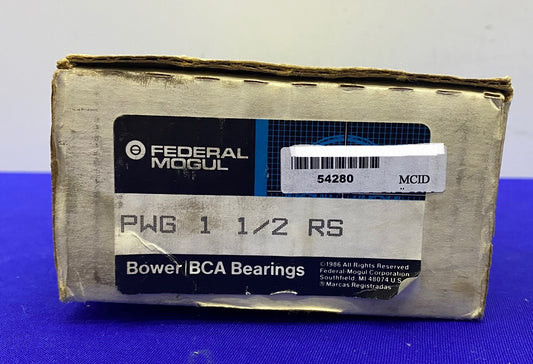 FEDERAL
MOGUL
54280 MCID
PWG 1 1/2 RS
Bower|BCA Bearings
©1986 All Rights Reserved
Federal-Mogul Corporation
Southfield, MI 48074 U.S.
®Marcas Registradas